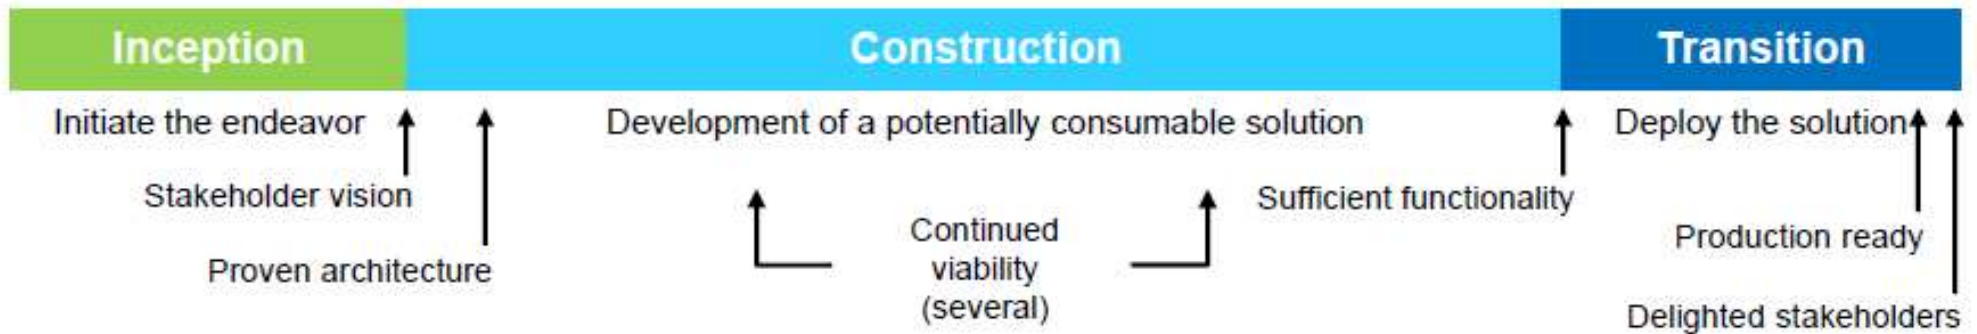 Inception
Construction
Transition
Initiate the endeavor
Development of a potentially consumable solution
Deploy the solution
Stakeholder vision
Sufficient functionality
Proven architecture
Continued
viability
(several)
Production ready
Delighted stakeholders